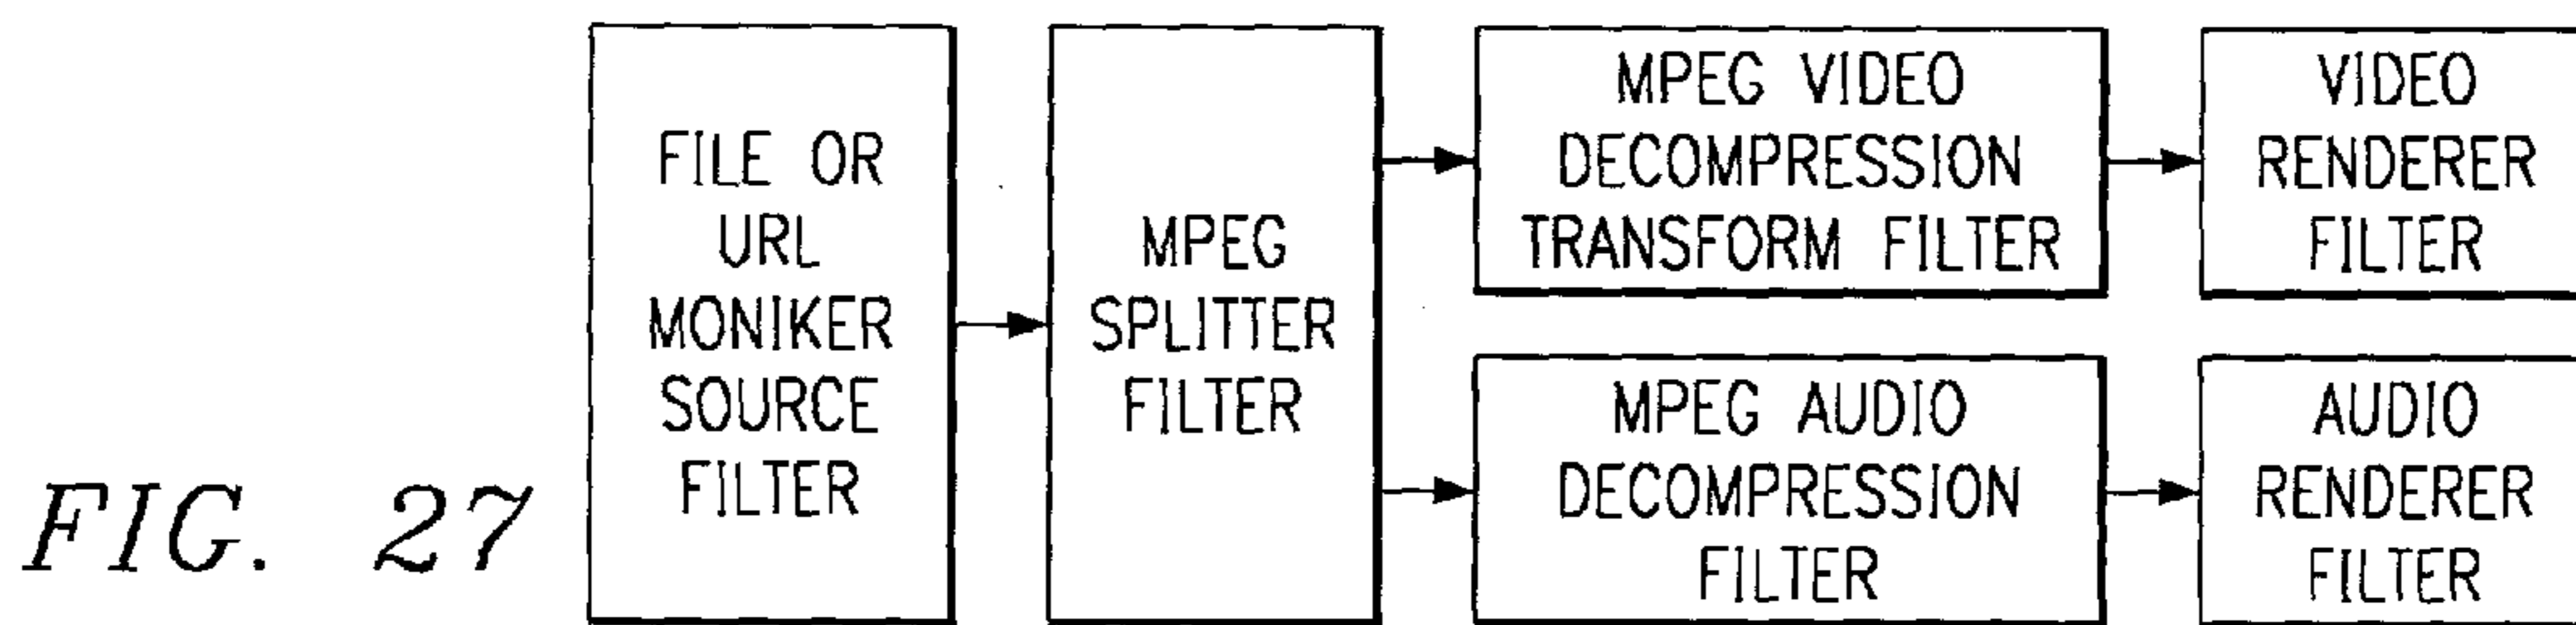 FILE OR
URL
MONIKER
SOURCE
FILTER
MPEG
SPLITTER
FILTER
MPEG VIDEO
DECOMPRESSION
TRANSFORM FILTER
VIDEO
RENDERER
FILTER
MPEG AUDIO
DECOMPRESSION
FILTER
AUDIO
RENDERER
FILTER
FIG. 27